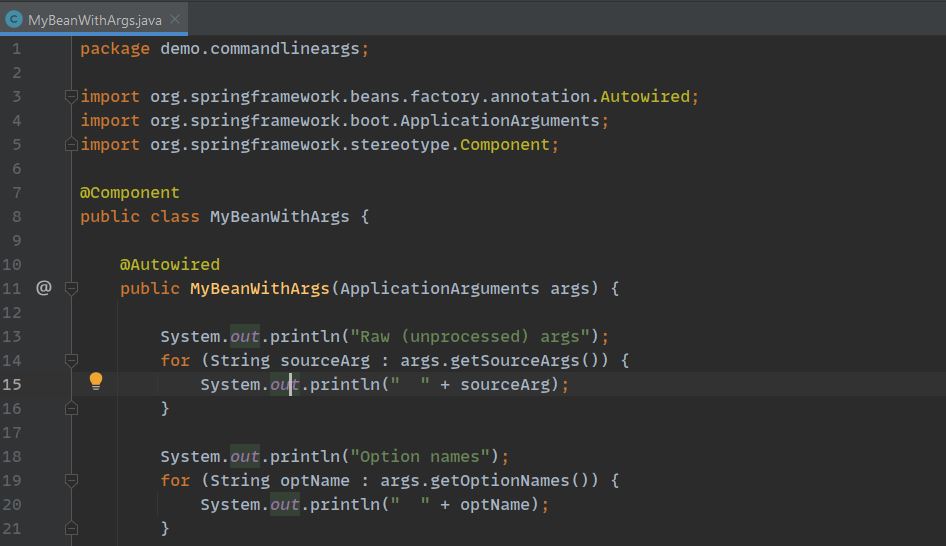 C MyBeanWithArgs.java
1 package demo.commandlineargs;
2
3 import org.springframework.beans.factory.annotation.Autowired;
4 import org.springframework.boot.ApplicationArguments;
5 import org.springframework.stereotype.Component;
6
7 @Component
8 public class MyBeanWithArgs {
9
10     @Autowired
11 @     public MyBeanWithArgs(ApplicationArguments args) {
12
13         System.out.println("Raw (unprocessed) args");
14         for (String sourceArg : args.getSourceArgs()) {
15             System.out.println("  " + sourceArg);
16         }
17
18         System.out.println("Option names");
19         for (String optName : args.getOptionNames()) {
20             System.out.println("  " + optName);
21         }